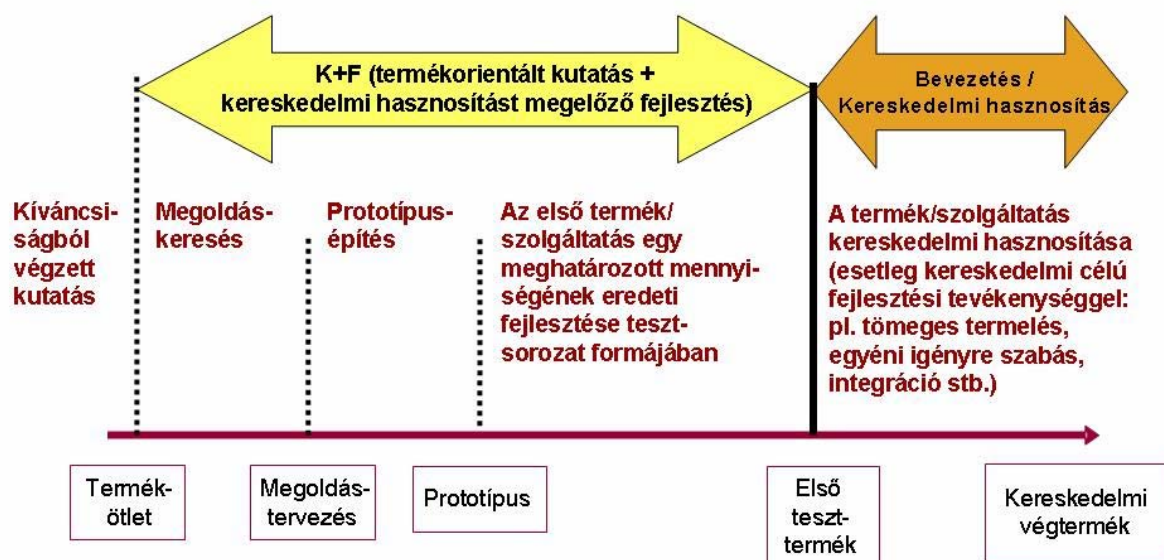 K+F (termékorientált kutatás +
kereskedelmi hasznosítást megelőző fejlesztés)
Bevezetés /
Kereskedelmi hasznosítás
Kíváncsi-
ságból
végzett
kutatás
Megoldás-
keresés
Prototípus-
építés
Az első termék/
szolgáltatás egy
meghatározott mennyi-
ségének eredeti
fejlesztése teszt-
sorozat formájában
A termék/szolgáltatás
kereskedelmi hasznosítása
(esetleg kereskedelmi célú
fejlesztési tevékenységgel:
pl. tömeges termelés,
egyéni igényre szabás,
integráció stb.)
Termék-
ötlet
Megoldás-
tervezés
Prototípus
Első
teszt-
termék
Kereskedelmi
végtermék